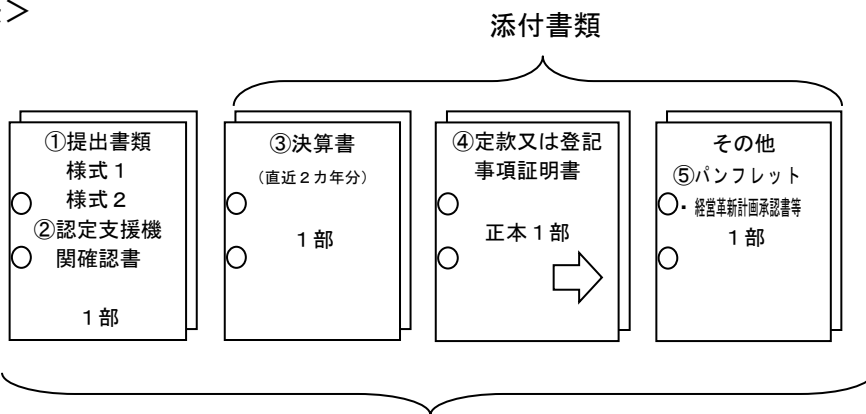 ＞
添付書類
①提出書類
様式１
様式２
②認定支援機
関確認書
１部
③決算書
（直近２カ年分）
１部
④定款又は登記
事項証明書
正本１部
その他
⑤パンフレット
・経営革新計画承認書等
１部